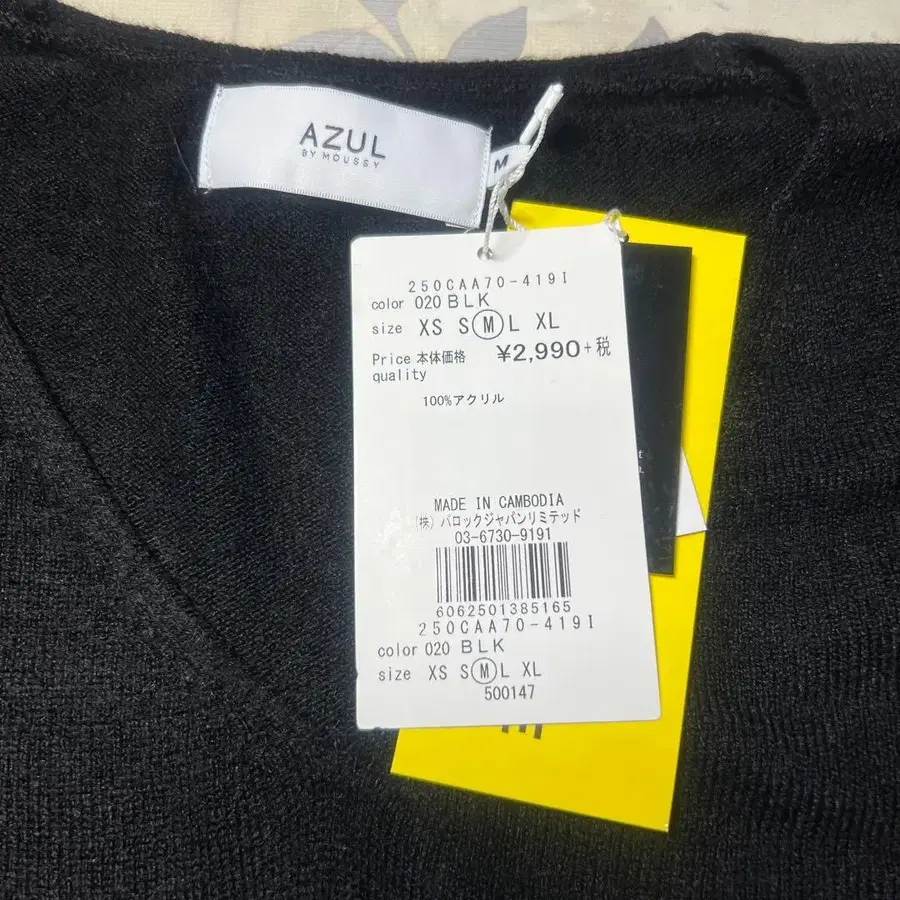 AZUL
BY MOUSSY
M
250CAA70-419I
color 020 BLK
size XS S M L XL
Price 本体価格 ¥2,990+税
quality
100%アクリル
MADE IN CAMBODIA
(株)バロックジャパンリミテッド
03-6730-9191
6062501385165
250CAA70-419I
color 020 BLK
size XS S M L XL
500147